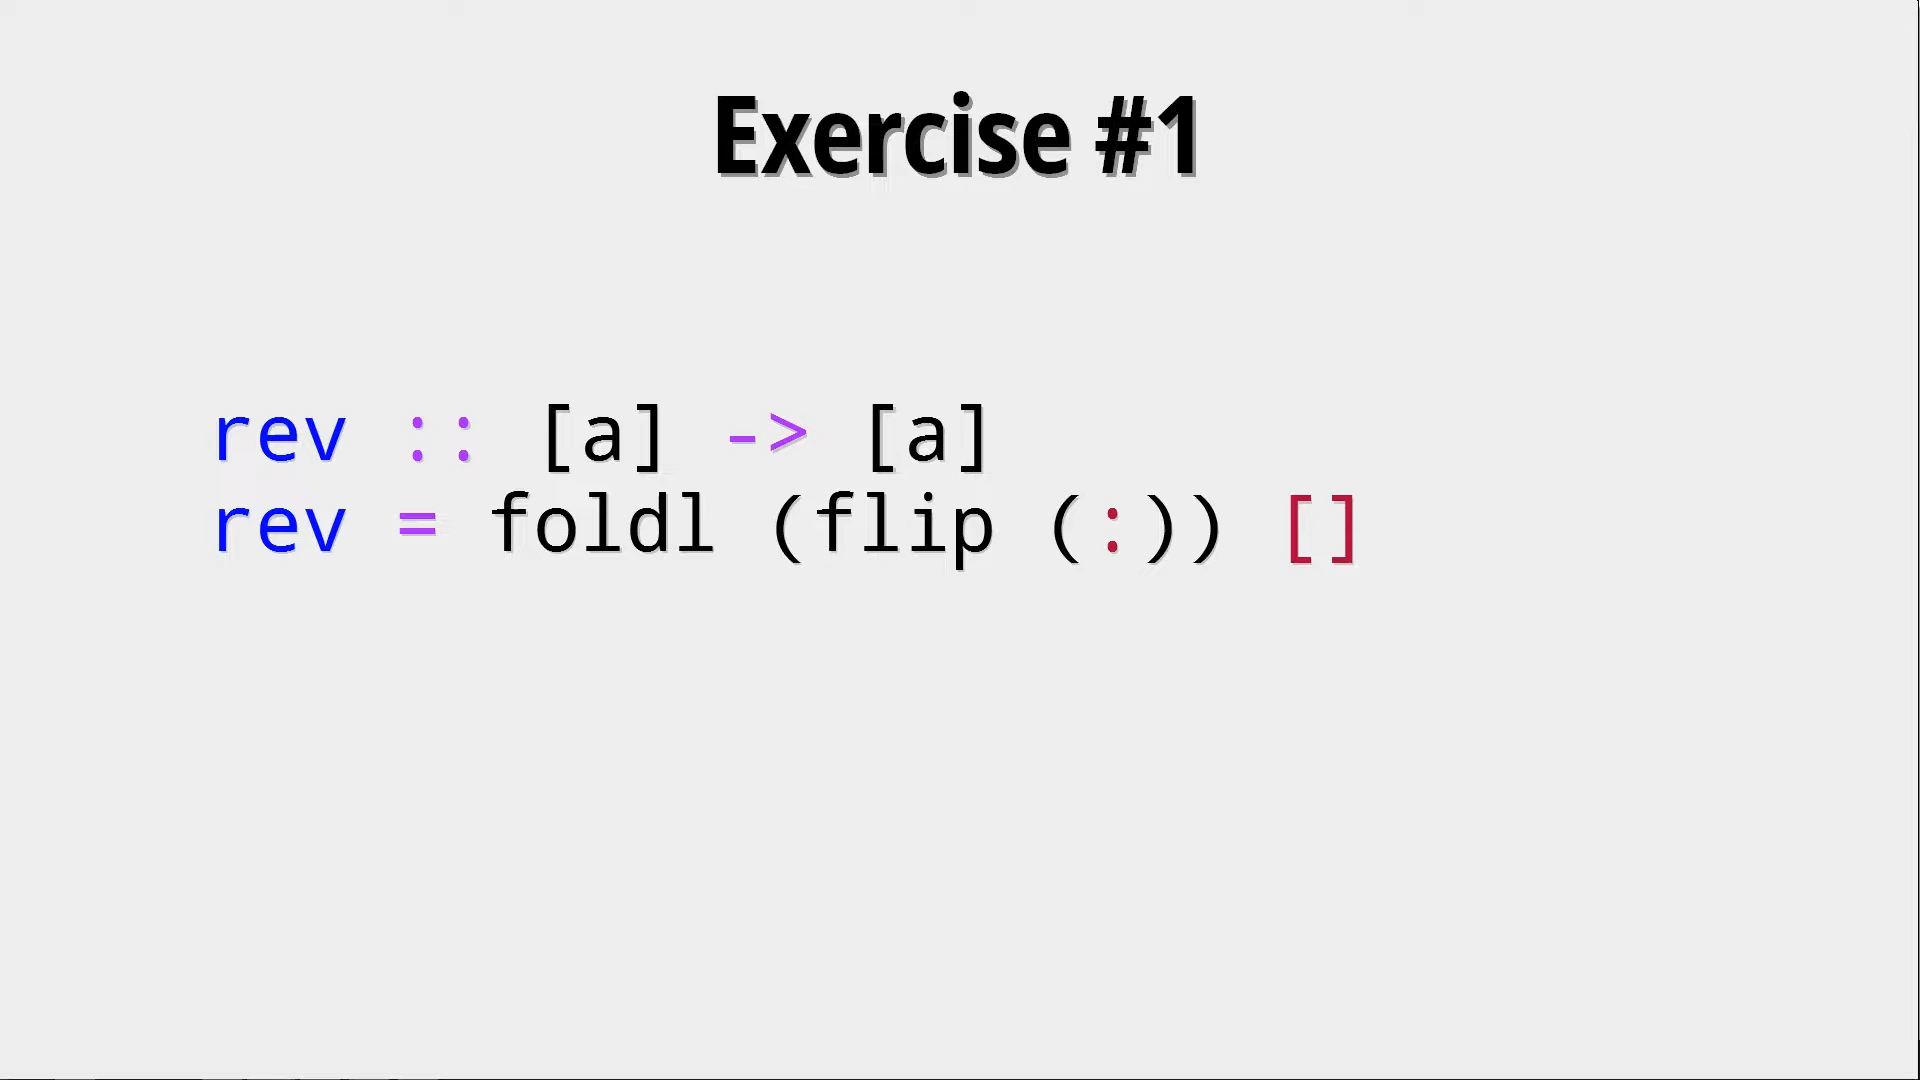 Exercise #1
rev :: [a] -> [a]
rev = foldl (flip (:)) []